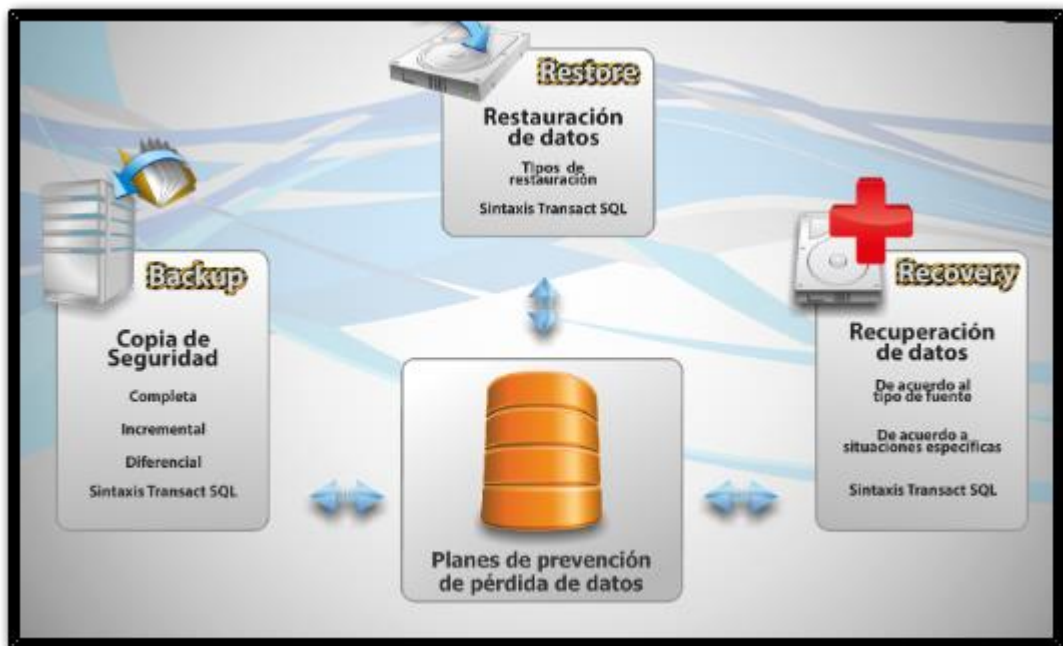 Restore
Restauración
de datos
Tipos de
restauración
Sintaxis Transact SQL
Backup
Copia de
Seguridad
Completa
Incremental
Diferencial
Sintaxis Transact SQL
Recovery
Recuperación
de datos
De acuerdo al
tipo de fuente
De acuerdo a
situaciones específicas
Sintaxis Transact SQL
Planes de prevención
de pérdida de datos